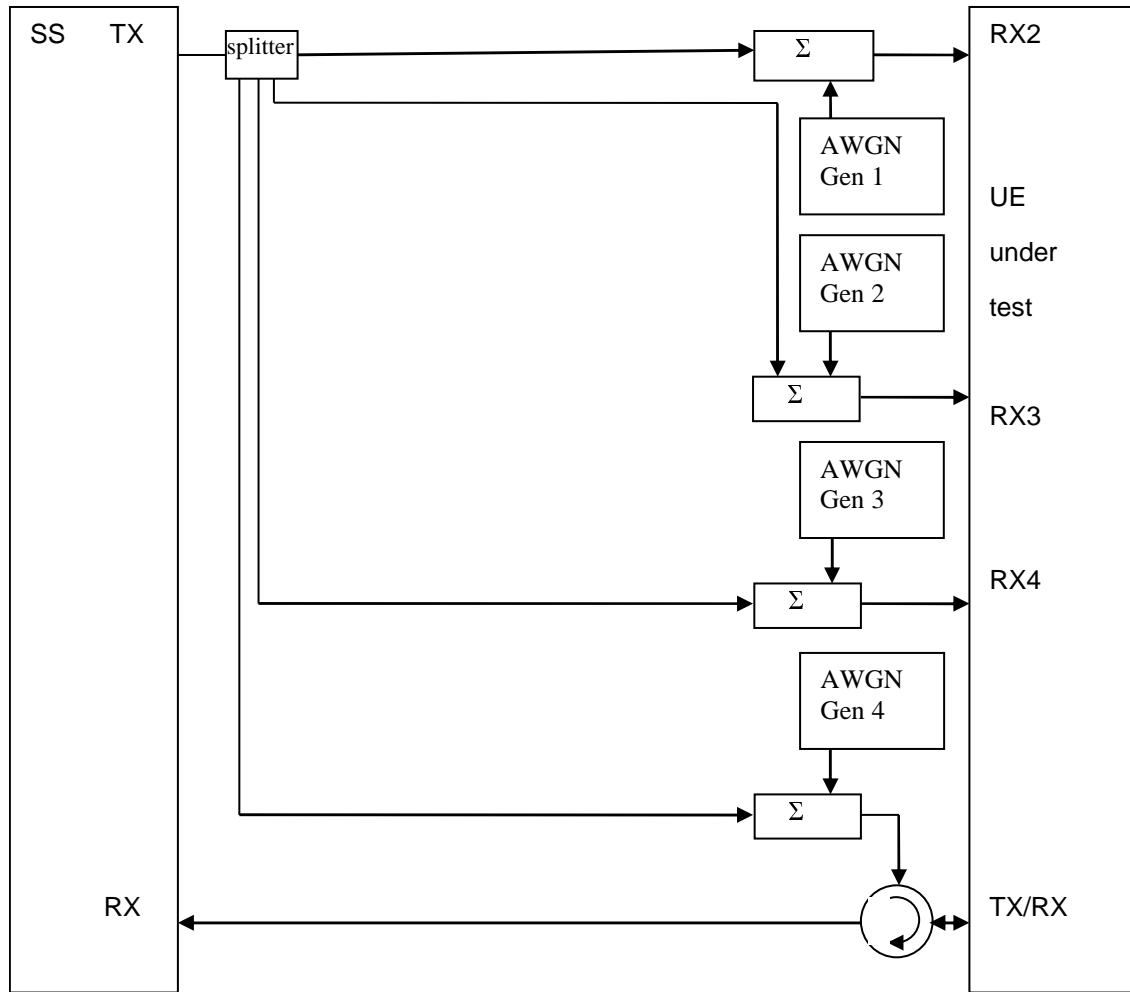 SS TX
splitter
Σ
RX2
AWGN
Gen 1
UE
under
test
AWGN
Gen 2
Σ
RX3
AWGN
Gen 3
Σ
RX4
AWGN
Gen 4
Σ
RX
TX/RX